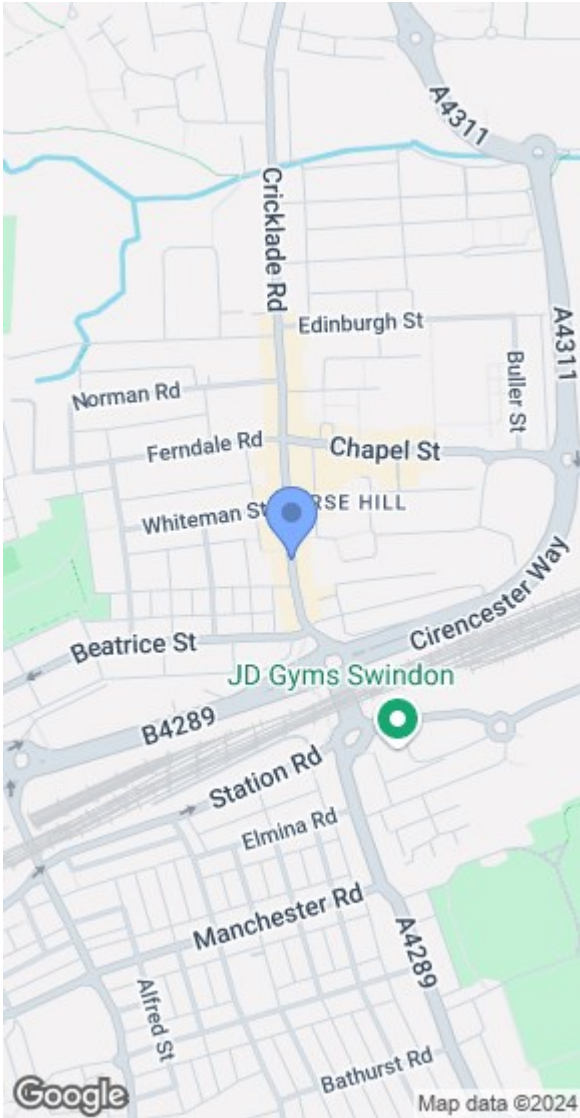 A4311
Cricklade Rd
Edinburgh St
A4311
Buller St
Norman Rd
Ferndale Rd
Chapel St
Whiteman St
RSE HILL
Cirencester Way
Beatrice St
JD Gyms Swindon
B4289
Station Rd
Elmina Rd
Manchester Rd
A4289
Alfred St
Bathurst Rd
Google
Map data ©2024